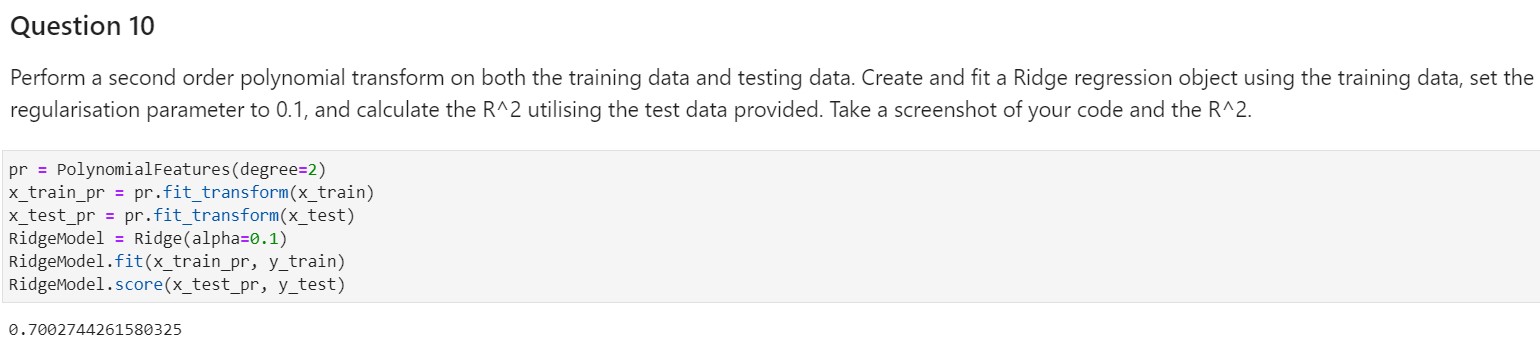 Question 10
Perform a second order polynomial transform on both the training data and testing data. Create and fit a Ridge regression object using the training data, set the
regularisation parameter to 0.1, and calculate the R^2 utilising the test data provided. Take a screenshot of your code and the R^2.
pr = PolynomialFeatures(degree=2)
x_train_pr = pr.fit_transform(x_train)
x_test_pr = pr.fit_transform(x_test)
RidgeModel = Ridge(alpha=0.1)
RidgeModel.fit(x_train_pr, y_train)
RidgeModel.score(x_test_pr, y_test)
0.7002744261580325